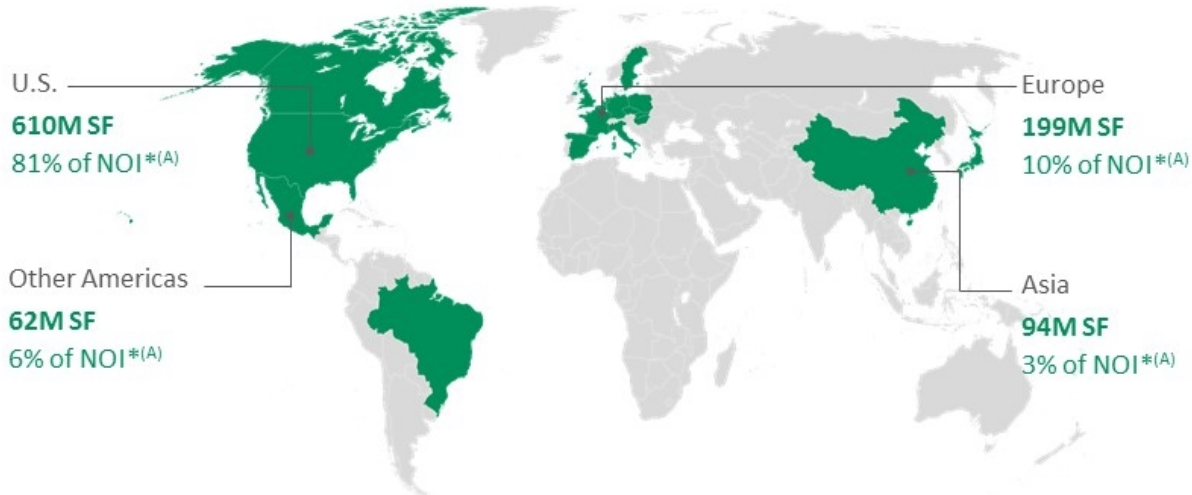 U.S.
610M SF
81% of NOI*(A)
Other Americas
62M SF
6% of NOI*(A)
Europe
199M SF
10% of NOI*(A)
Asia
94M SF
3% of NOI*(A)